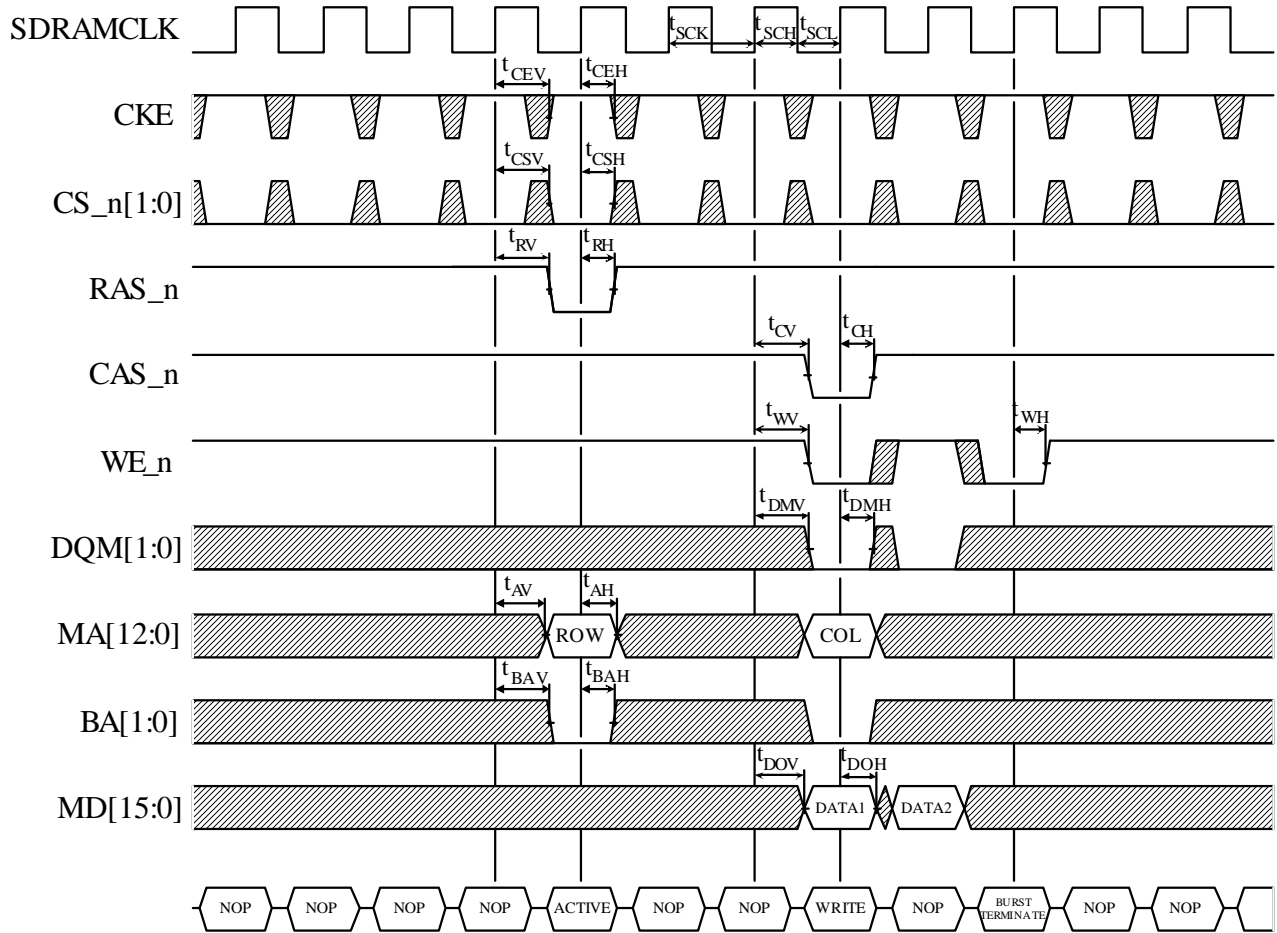 SDRAMCLK
tSCK tSCH tSCL
tCEV tCEH
CKE
tCSV tCSH
CS_n[1:0]
tRV tRH
RAS_n
tCV tCH
CAS_n
tWV tWH
WE_n
tDMV tDMH
DQM[1:0]
tAV tAH
MA[12:0] ROW COL
tBAV tBAH
BA[1:0]
tDOV tDOH
MD[15:0] DATA1 DATA2
NOP NOP NOP NOP ACTIVE NOP NOP WRITE NOP BURST TERMINATE NOP NOP